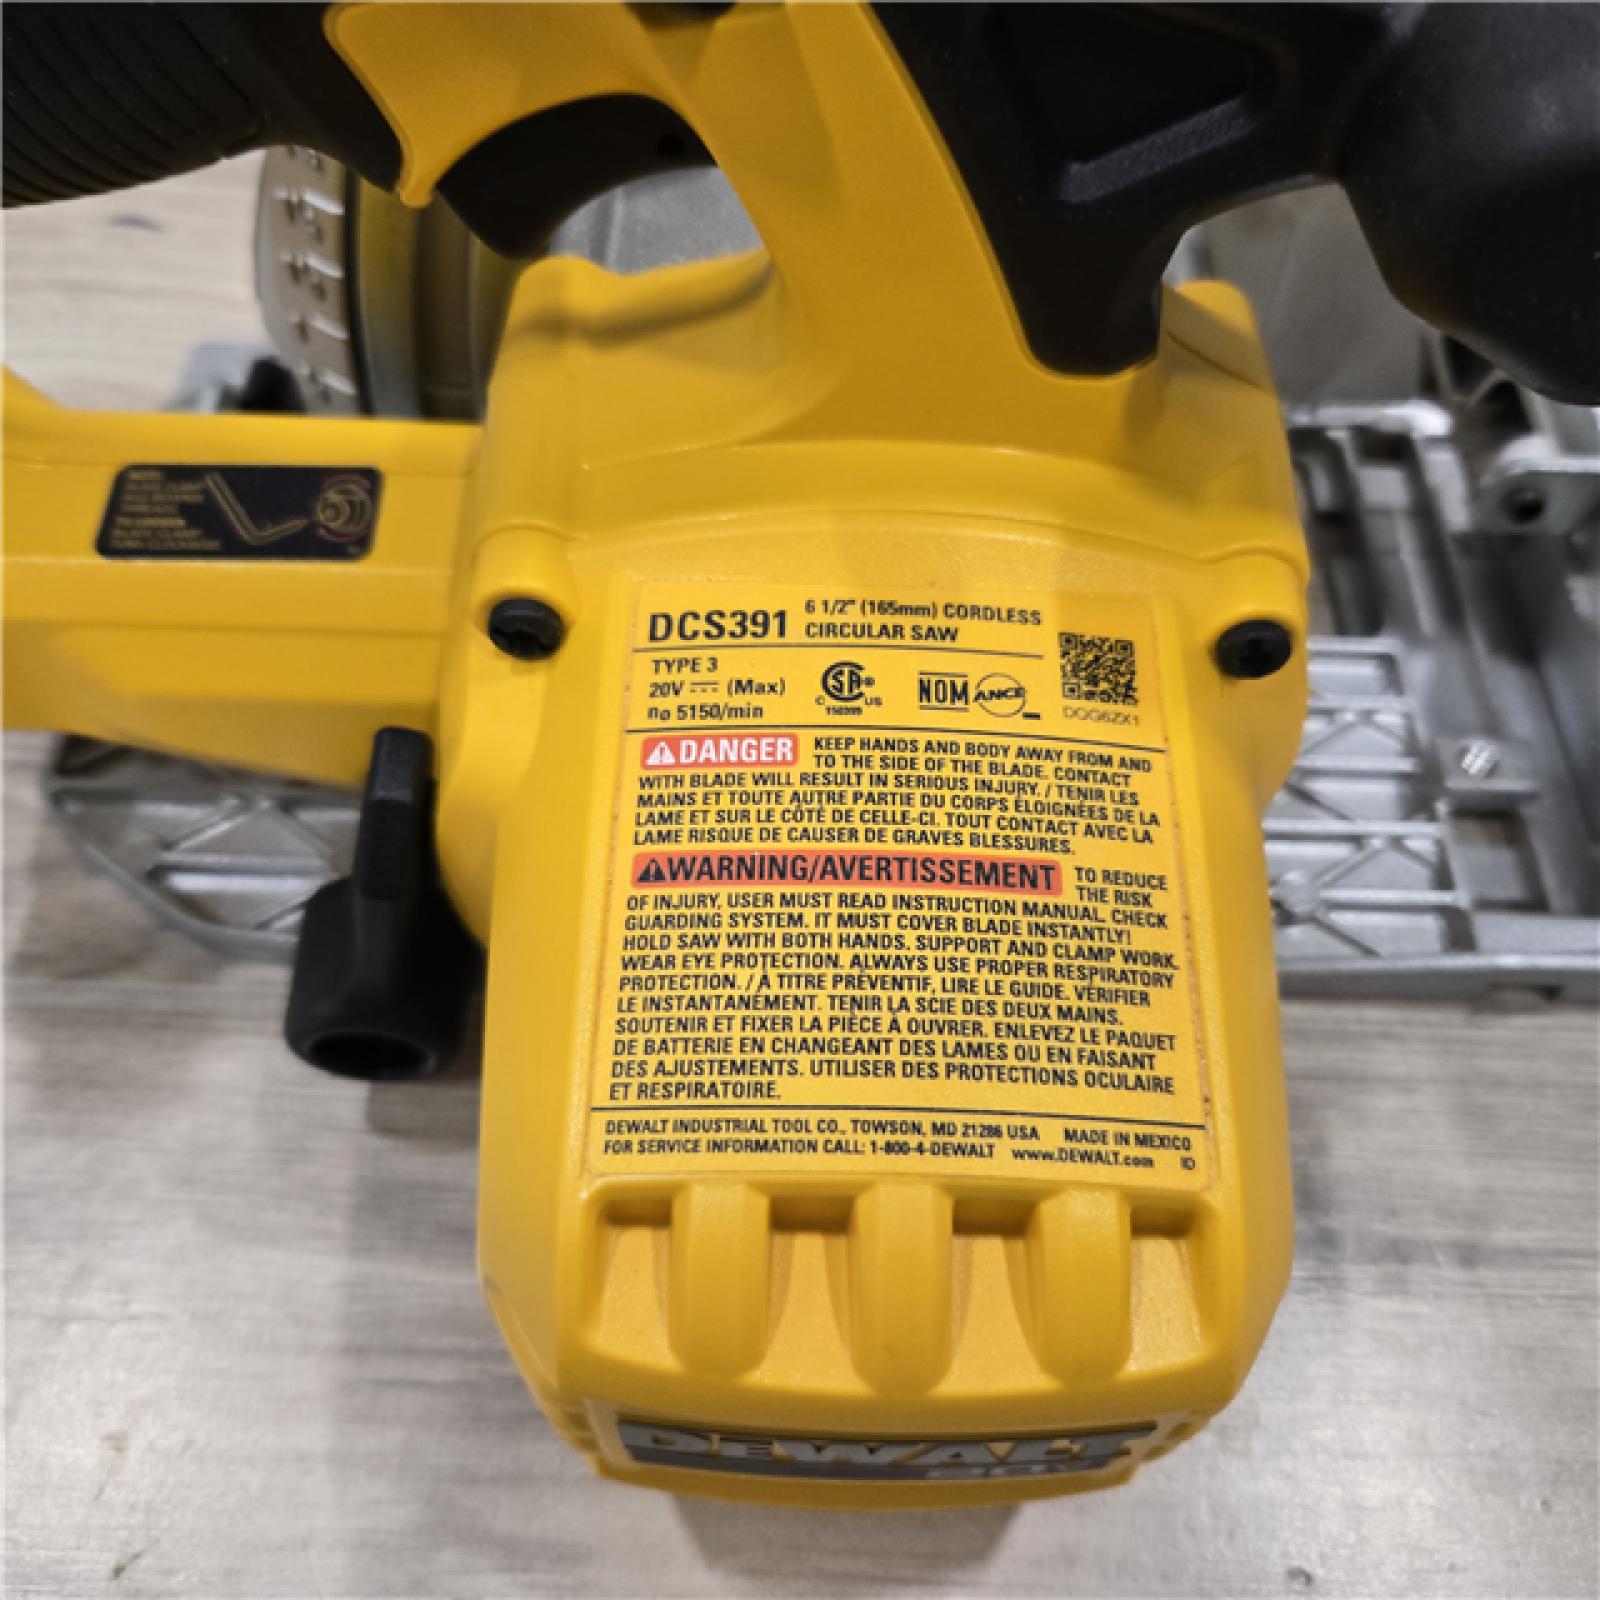 DCS391
6 1/2" (165mm) CORDLESS
CIRCULAR SAW
TYPE 3
20V ⎓ (Max)
n₀ 5150/min
CSA®
C US
NOM ANCE
DQG6ZX1
⚠DANGER KEEP HANDS AND BODY AWAY FROM AND
TO THE SIDE OF THE BLADE. CONTACT
WITH BLADE WILL RESULT IN SERIOUS INJURY. / TENIR LES
MAINS ET TOUTE AUTRE PARTIE DU CORPS ÉLOIGNÉES DE LA
LAME ET SUR LE CÔTÉ DE CELLE-CI. TOUT CONTACT AVEC LA
LAME RISQUE DE CAUSER DE GRAVES BLESSURES.
⚠WARNING/AVERTISSEMENT TO REDUCE
THE RISK
OF INJURY, USER MUST READ INSTRUCTION MANUAL. CHECK
GUARDING SYSTEM. IT MUST COVER BLADE INSTANTLY!
HOLD SAW WITH BOTH HANDS. SUPPORT AND CLAMP WORK.
WEAR EYE PROTECTION. ALWAYS USE PROPER RESPIRATORY
PROTECTION. / À TITRE PRÉVENTIF, LIRE LE GUIDE. VÉRIFIER
LE INSTANTANÉMENT. TENIR LA SCIE DES DEUX MAINS.
SOUTENIR ET FIXER LA PIÈCE À OUVRER. ENLEVEZ LE PAQUET
DE BATTERIE EN CHANGEANT DES LAMES OU EN FAISANT
DES AJUSTEMENTS. UTILISER DES PROTECTIONS OCULAIRE
ET RESPIRATOIRE.
DEWALT INDUSTRIAL TOOL CO., TOWSON, MD 21286 USA MADE IN MEXICO
FOR SERVICE INFORMATION CALL: 1-800-4-DEWALT www.DEWALT.com ID
DEWALT